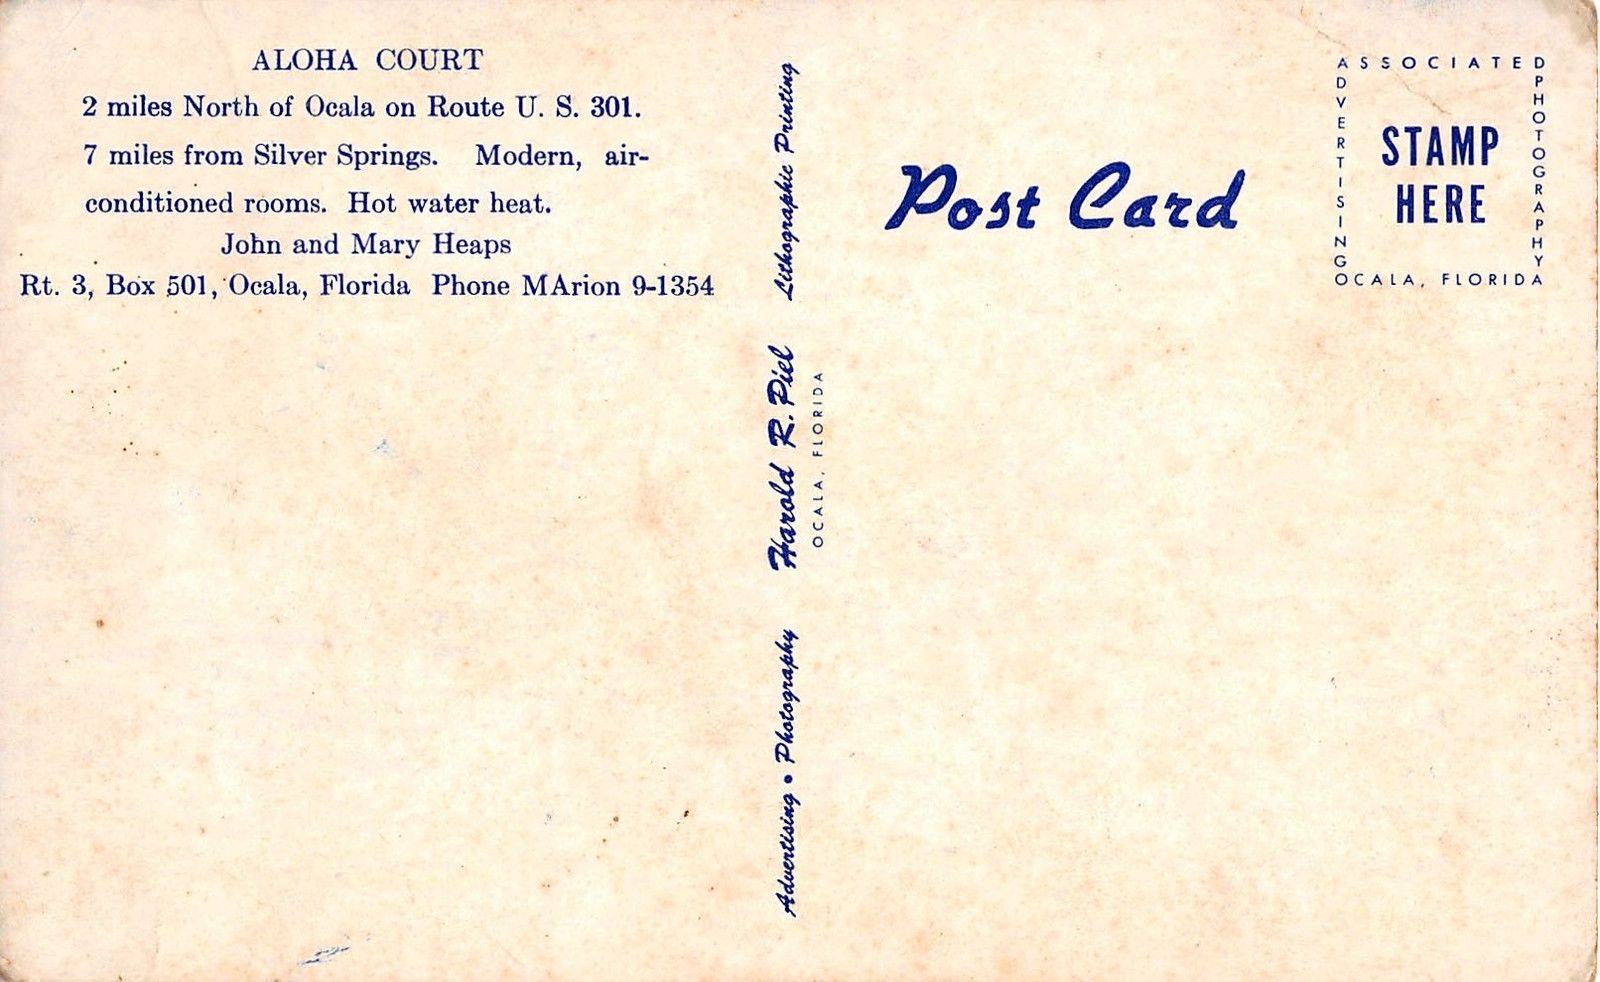 ALOHA COURT
2 miles North of Ocala on Route U. S. 301.
7 miles from Silver Springs. Modern, air-
conditioned rooms. Hot water heat.
John and Mary Heaps
Rt. 3, Box 501, Ocala, Florida Phone MArion 9-1354
Advertising • Photography
Harold R. Piel
OCALA, FLORIDA
Lithographic Printing
Post Card
ASSOCIATED
ADVERTISING
PHOTOGRAPHY
STAMP
HERE
OCALA, FLORIDA